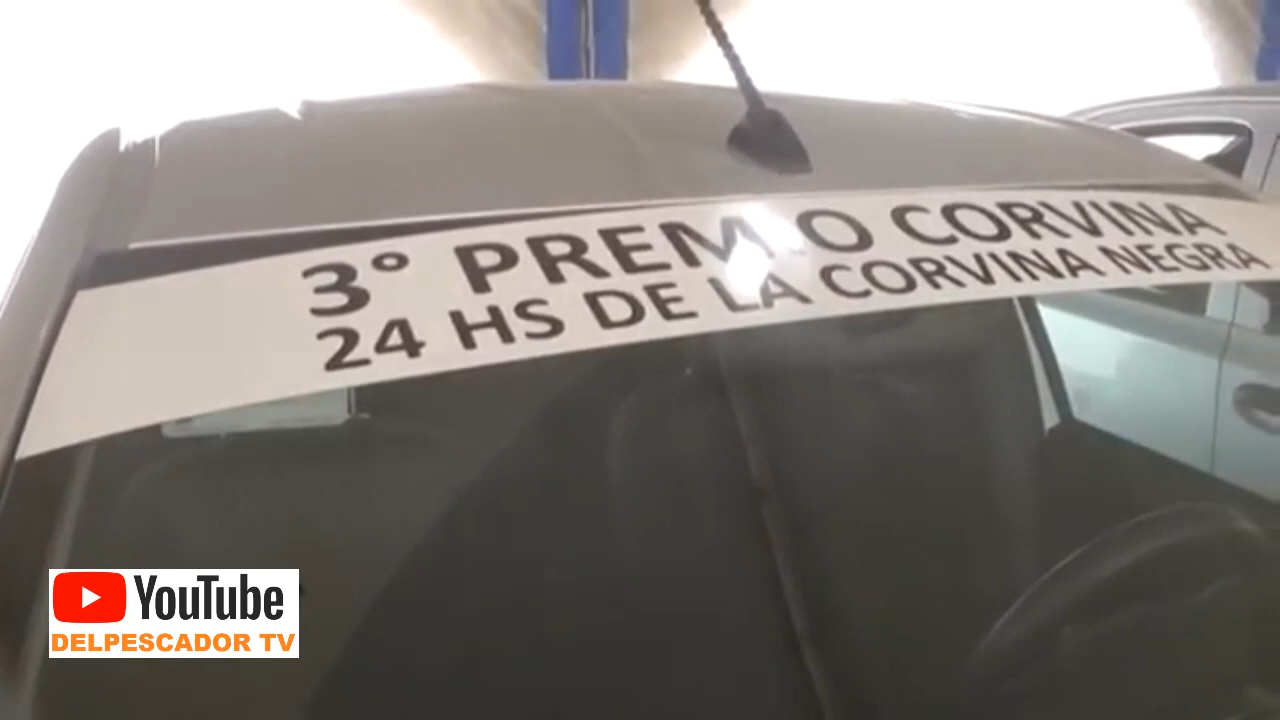 3° PREMIO CORVINA
24 HS DE LA CORVINA NEGRA
YouTube
DELPESCADOR TV